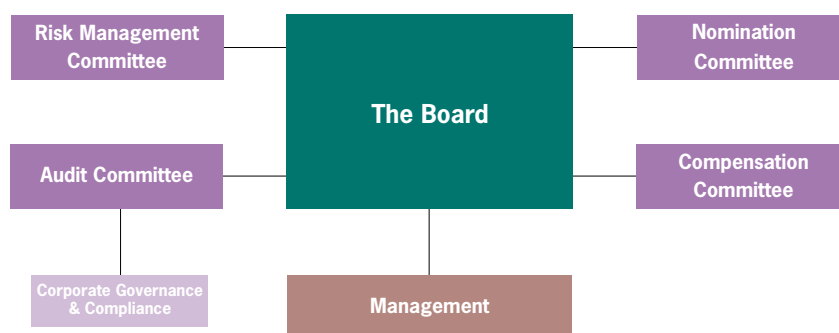 Risk Management
Committee
The Board
Nomination
Committee
Audit Committee
Compensation
Committee
Corporate Governance
& Compliance
Management